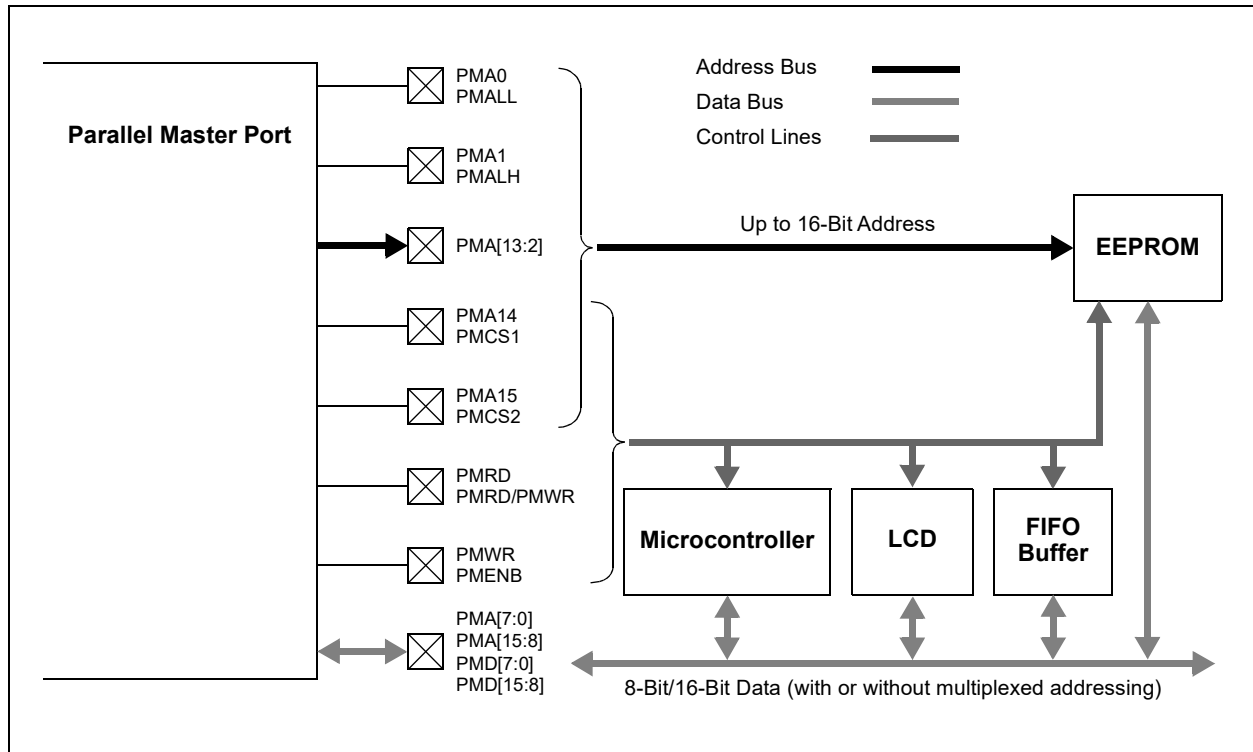 Parallel Master Port
PMA0
PMALL
PMA1
PMALH
PMA[13:2]
PMA14
PMCS1
PMA15
PMCS2
PMRD
PMRD/PMWR
PMWR
PMENB
PMA[7:0]
PMA[15:8]
PMD[7:0]
PMD[15:8]
Address Bus
Data Bus
Control Lines
Up to 16-Bit Address
EEPROM
Microcontroller
LCD
FIFO
Buffer
8-Bit/16-Bit Data (with or without multiplexed addressing)